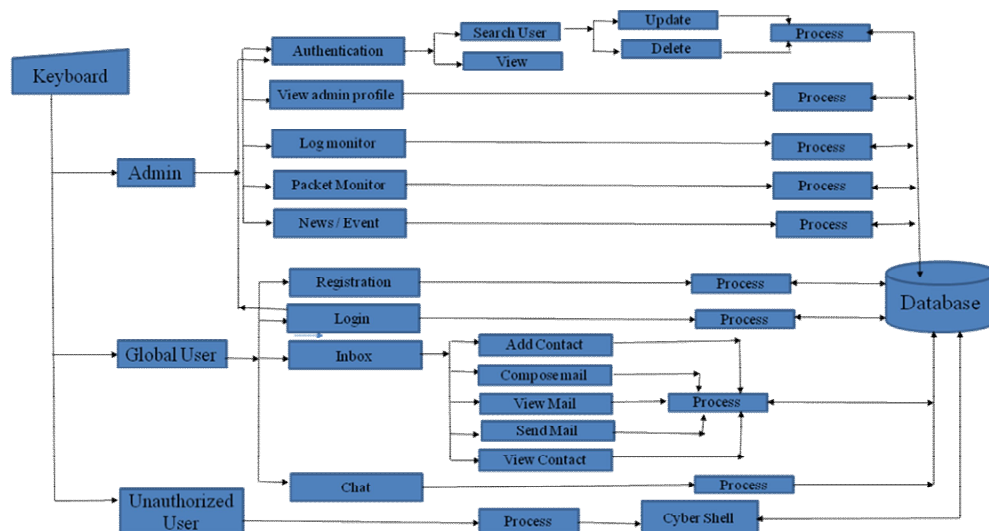 Update
Search User
Process
Authentication
Delete
View
Keyboard
View admin profile
Process
Log monitor
Process
Admin
Packet Monitor
Process
News / Event
Process
Registration
Process
Database
Login
Process
Global User
Inbox
Add Contact
Compose mail
View Mail
Process
Send Mail
View Contact
Chat
Process
Unauthorized
User
Process
Cyber Shell